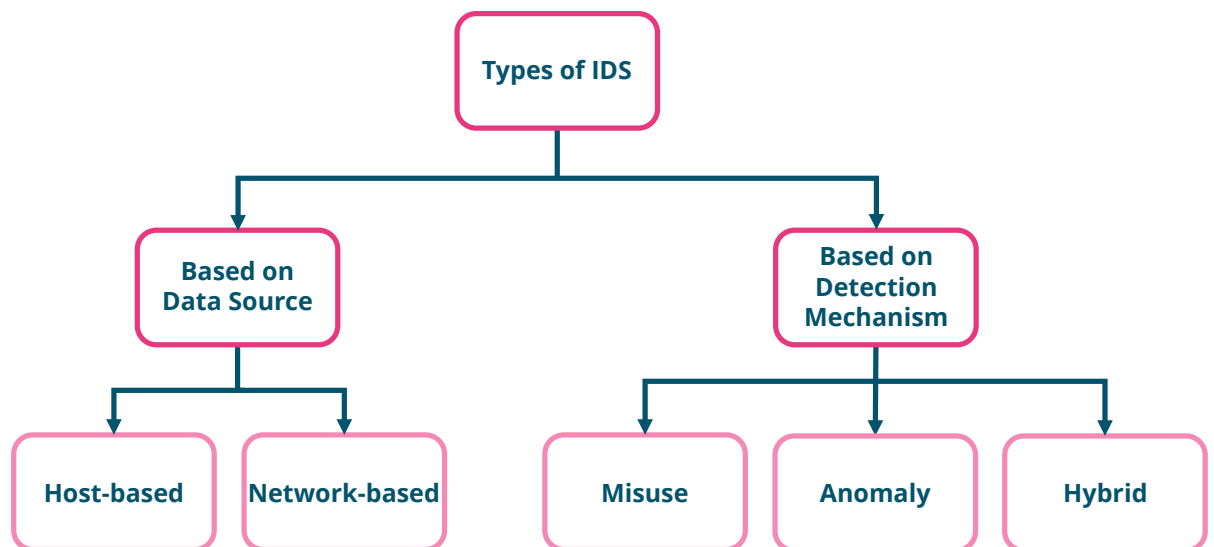 Types of IDS
Based on
Data Source
Based on
Detection
Mechanism
Host-based
Network-based
Misuse
Anomaly
Hybrid